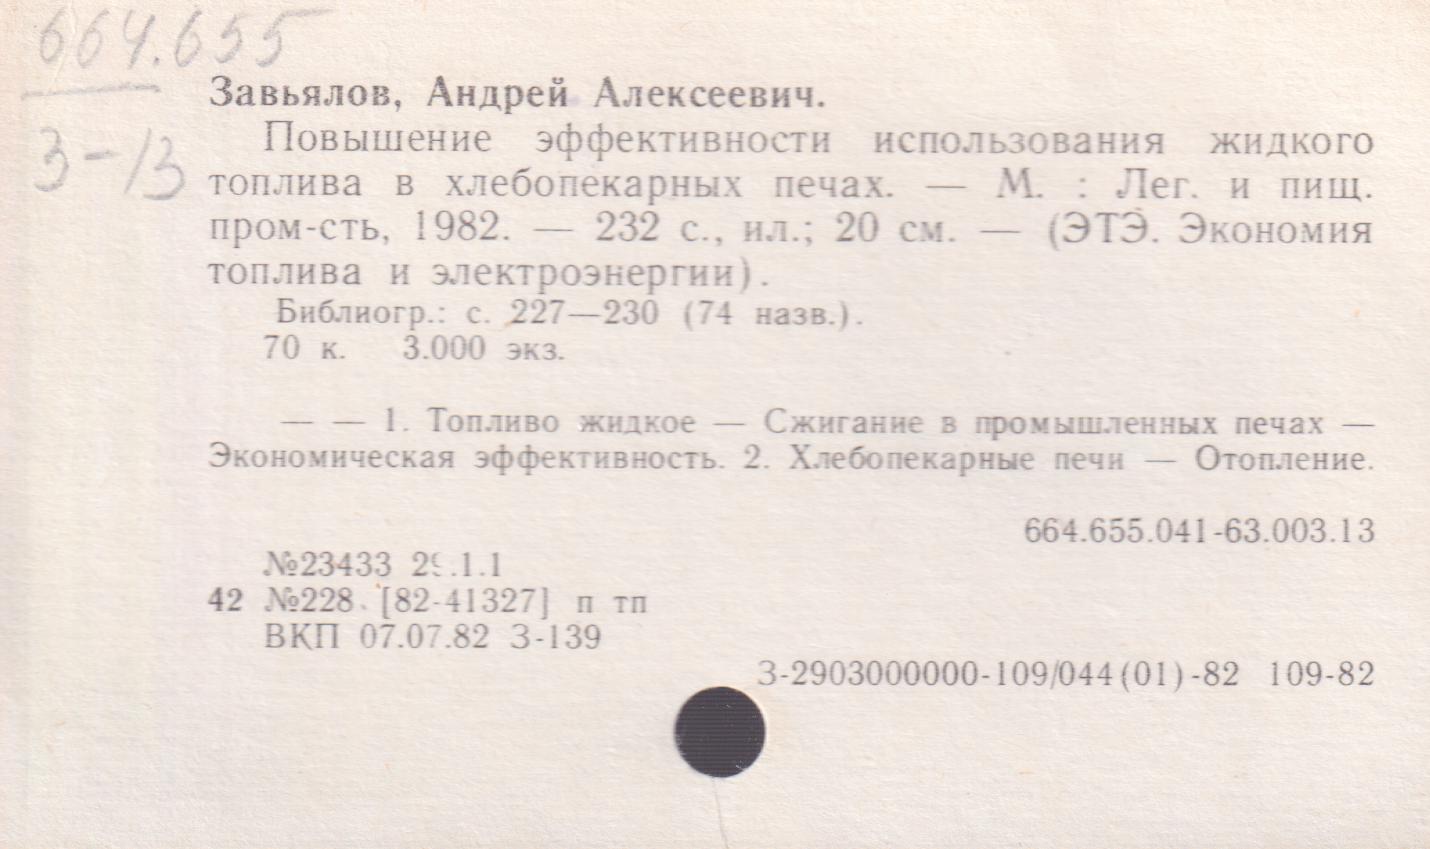 664.655
З-13
Завьялов, Андрей Алексеевич.
Повышение эффективности использования жидкого
топлива в хлебопекарных печах. — М. : Лег. и пищ.
пром-сть, 1982. — 232 с., ил.; 20 см. — (ЭТЭ. Экономия
топлива и электроэнергии).
Библиогр.: с. 227—230 (74 назв.).
70 к. 3.000 экз.
— — 1. Топливо жидкое — Сжигание в промышленных печах —
Экономическая эффективность. 2. Хлебопекарные печи — Отопление.
664.655.041-63.003.13
№23433
42 №228 [82-41327] п тп
ВКП 07.07.82 З-139
З-2903000000-109/044(01)-82 109-82